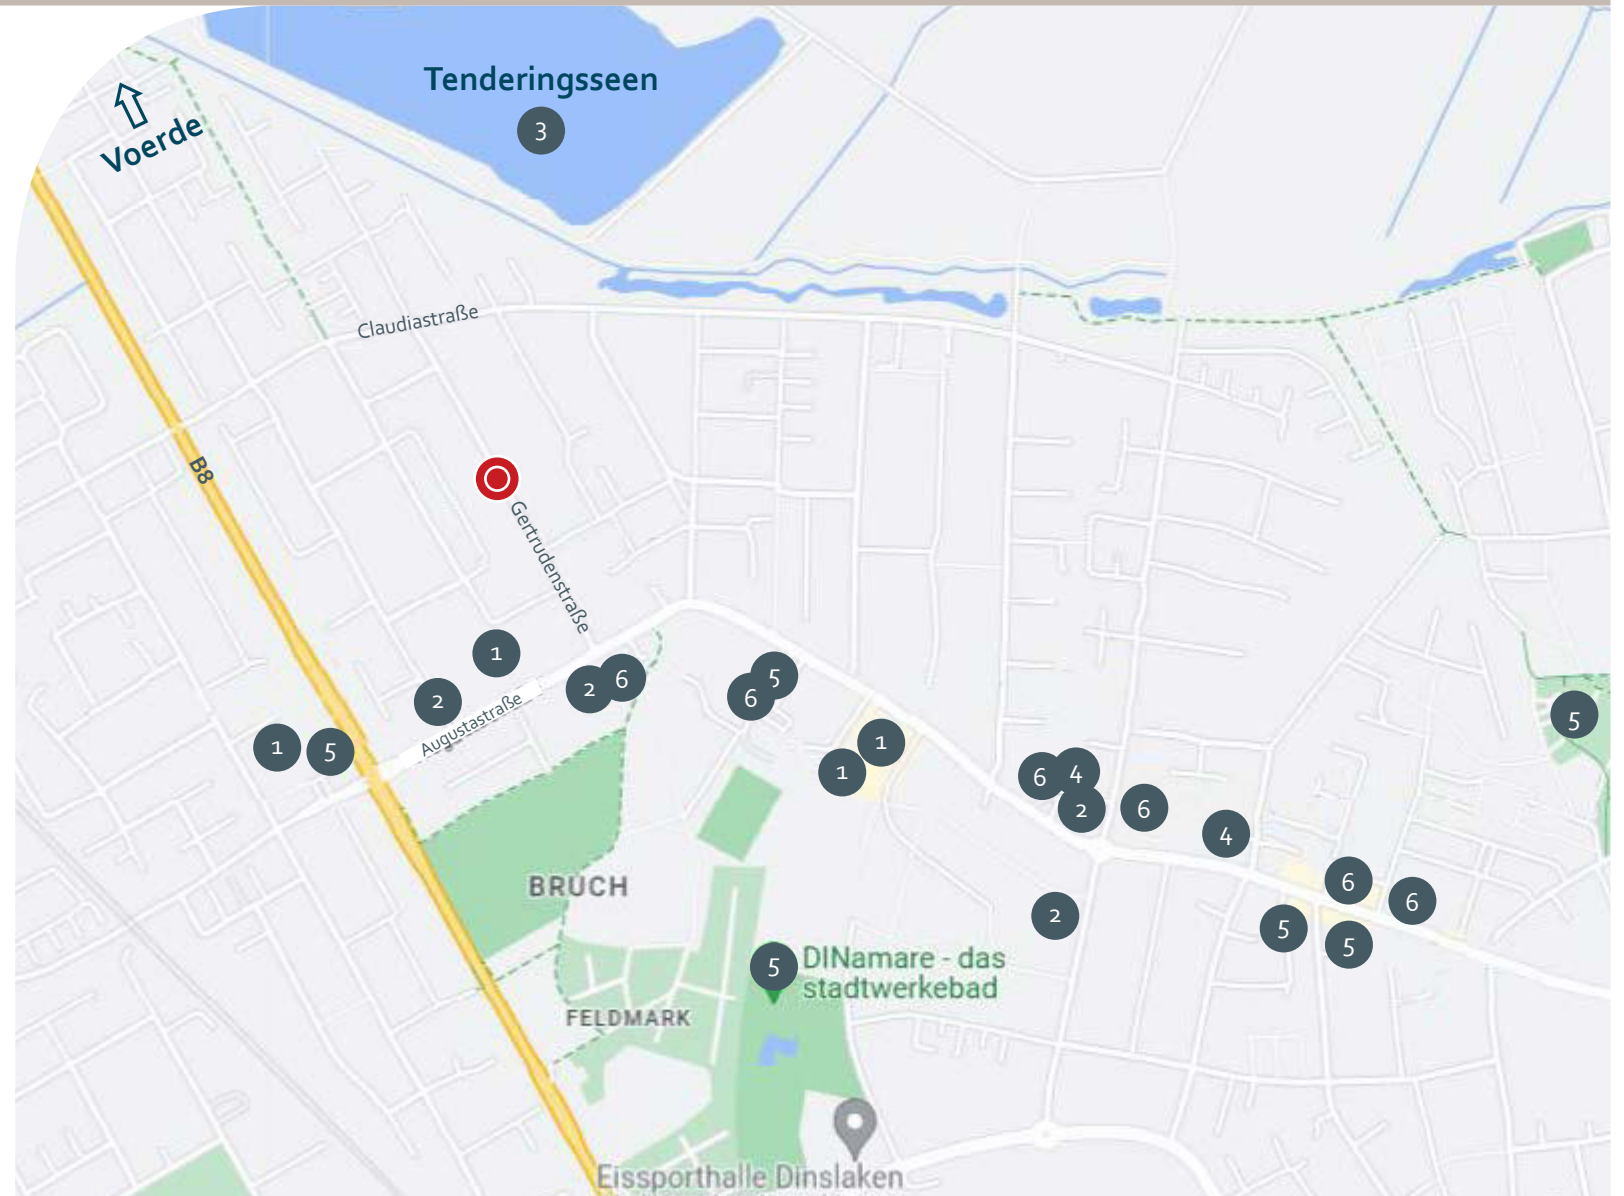 Tenderingsseen
3
Voerde
Claudiastraße
B8
Gertrudenstraße
1
2
Augustastraße
2
6
5
6
1
5
1
1
6
4
2
6
4
5
6
6
5
5
2
BRUCH
5
DINamare - das
stadtwerkebad
FELDMARK
Eissporthalle Dinslaken